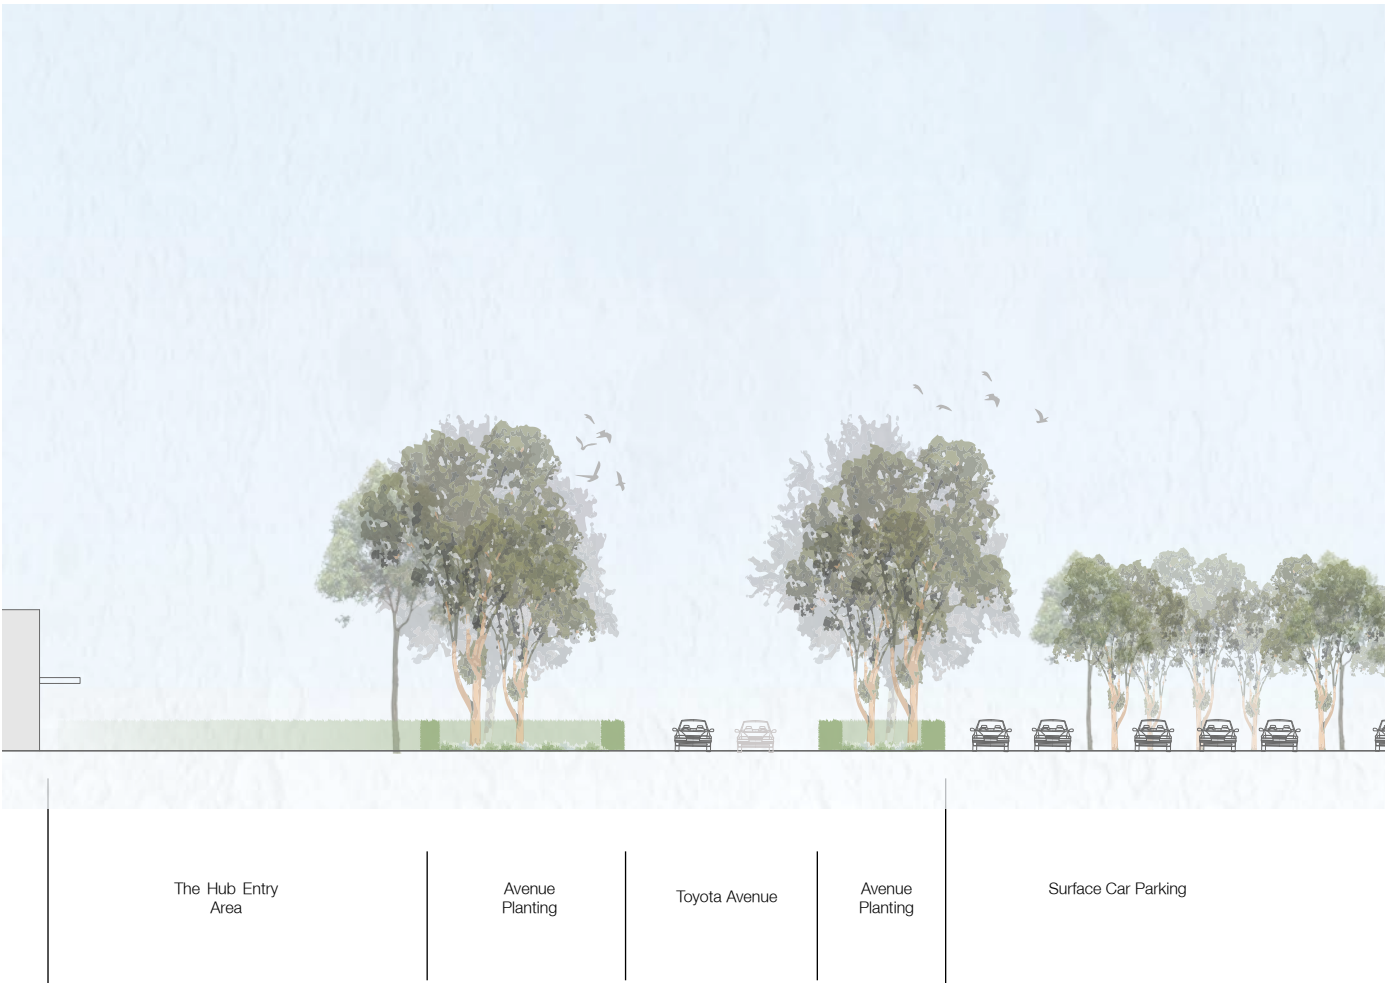 The Hub Entry
Area
Avenue
Planting
Toyota Avenue
Avenue
Planting
Surface Car Parking